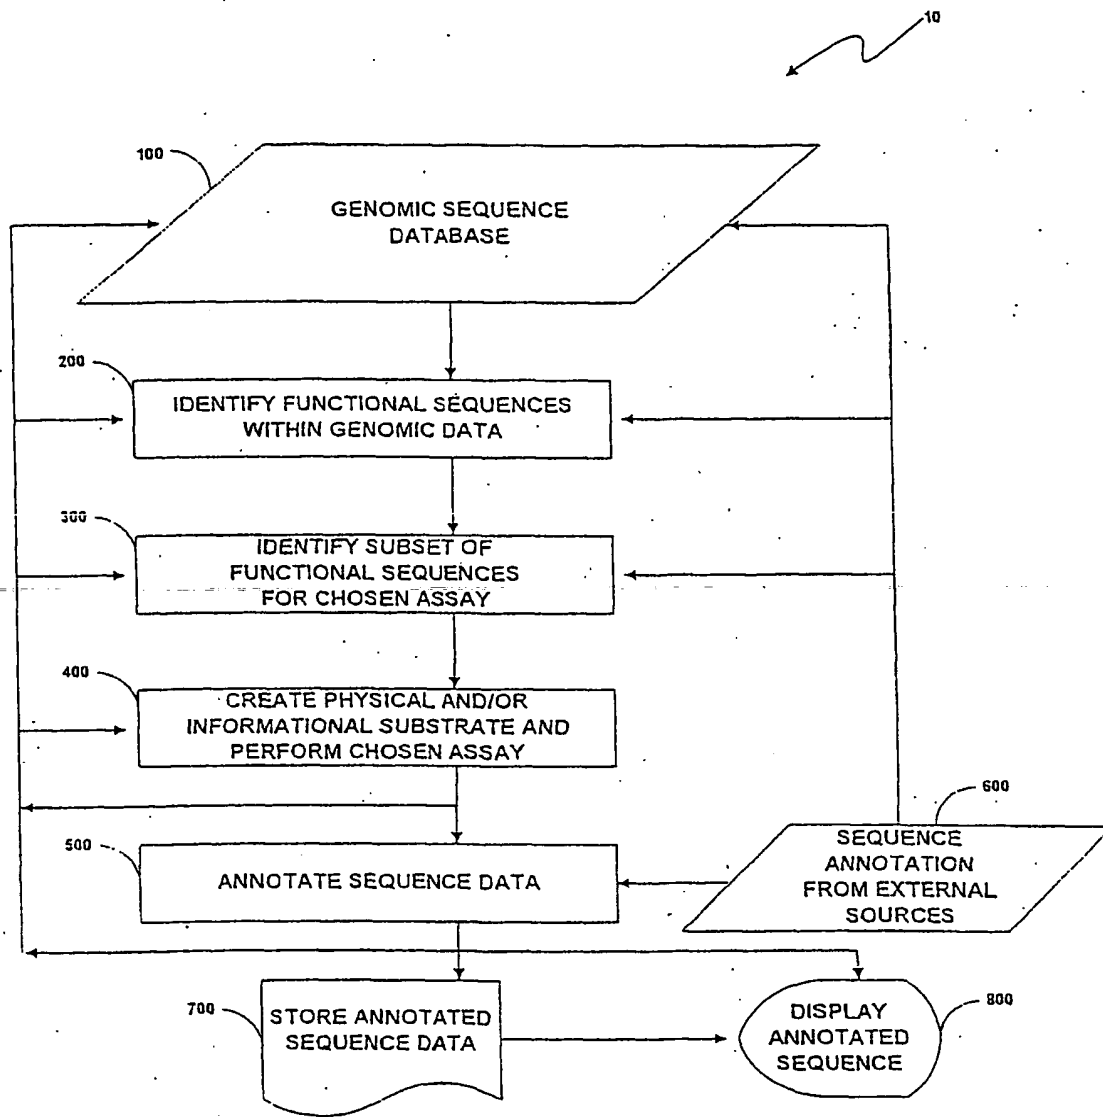 10
100
GENOMIC SEQUENCE
DATABASE
200
IDENTIFY FUNCTIONAL SEQUENCES
WITHIN GENOMIC DATA
300
IDENTIFY SUBSET OF
FUNCTIONAL SEQUENCES
FOR CHOSEN ASSAY
400
CREATE PHYSICAL AND/OR
INFORMATIONAL SUBSTRATE AND
PERFORM CHOSEN ASSAY
600
SEQUENCE
ANNOTATION
FROM EXTERNAL
SOURCES
500
ANNOTATE SEQUENCE DATA
700
STORE ANNOTATED
SEQUENCE DATA
800
DISPLAY
ANNOTATED
SEQUENCE